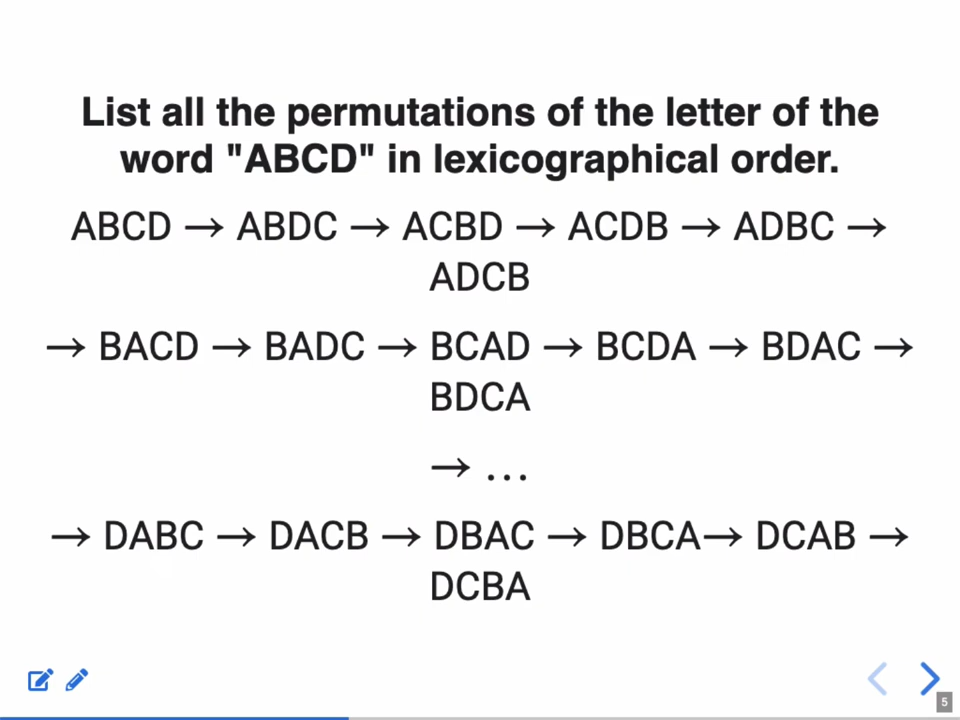 List all the permutations of the letter of the
word "ABCD" in lexicographical order.
ABCD → ABDC → ACBD → ACDB → ADBC →
ADCB
→ BACD → BADC → BCAD → BCDA → BDAC →
BDCA
→ ...
→ DABC → DACB → DBAC → DBCA→ DCAB →
DCBA
5